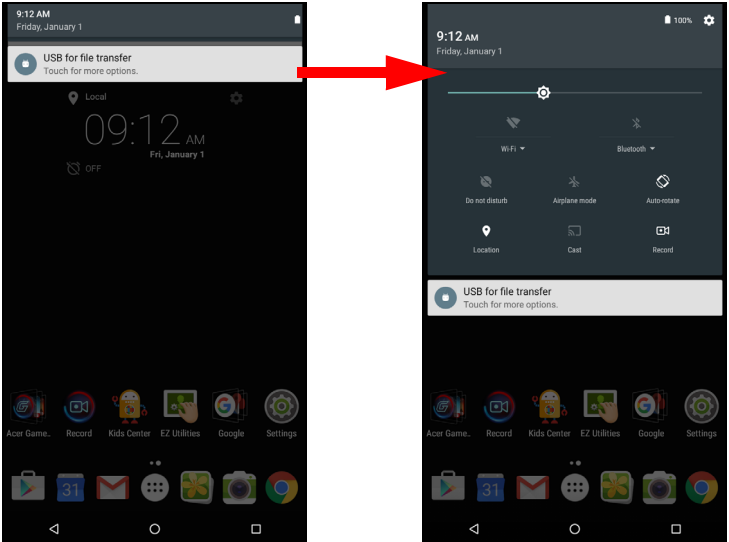 9:12 AM
Friday, January 1
USB for file transfer
Touch for more options.
Local
09:12 AM
Fri, January 1
OFF
Acer Game.. Record Kids Center EZ Utilities Google Settings
31
100%
9:12 AM
Friday, January 1
Wi-Fi Bluetooth
Do not disturb Airplane mode Auto-rotate
Location Cast Record
USB for file transfer
Touch for more options.
Acer Game.. Record Kids Center EZ Utilities Google Settings
31